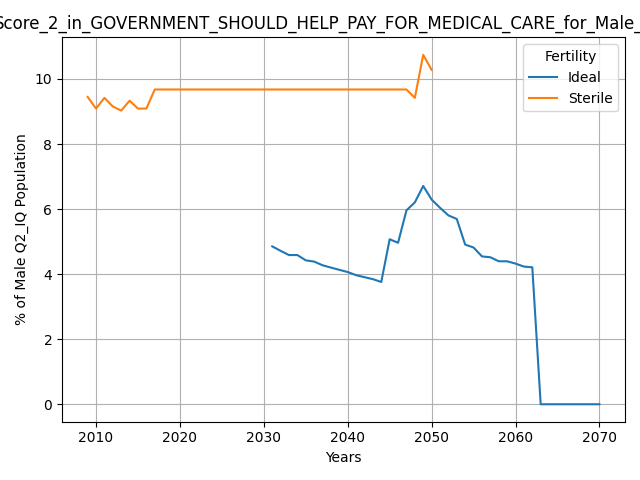 Score_2_in_GOVERNMENT_SHOULD_HELP_PAY_FOR_MEDICAL_CARE_for_Male_
Fertility
Ideal
Sterile
10
8
6
4
2
0
% of Male Q2_IQ Population
2010 2020 2030 2040 2050 2060 2070
Years